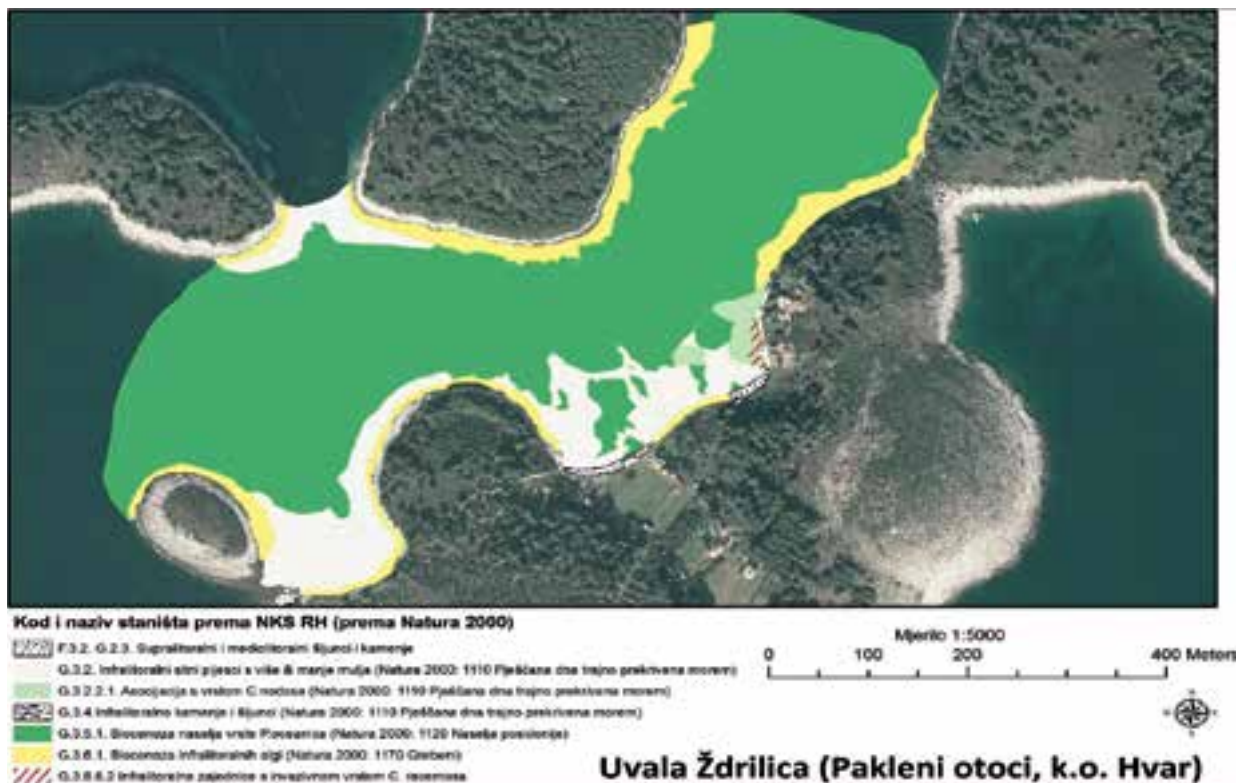 Kod i naziv staništa prema NKS RH (prema Natura 2000)
F.3.2. G.2.3. Supralitoralni i mediolitoralni šljunci i kamenje
G.3.2. Infralitoralni sitni pijesci s više & manje mulja (Natura 2000: 1110 Pješčana dna trajno prekrivena morem)
G.3.2.2.1. Asocijacija s vrstom C. nodosa (Natura 2000: 1110 Pješčana dna trajno prekrivena morem)
G.3.4 Infralitoralno kamenje i šljunci (Natura 2000: 1110 Pješčana dna trajno prekrivena morem)
G.3.5.1. Biocenoza naselja vrste P.oceanica (Natura 2000: 1120 Naselja posidonije)
G.3.6.1. Biocenoza infralitoralnih algi (Natura 2000: 1170 Grebeni)
G.3.8.6.2 Infralitoralna zajednice s invazivnom vrstom C. racemosa
Mjerilo 1:5000
0 100 200 400 Meters
Uvala Ždrilica (Pakleni otoci, k.o. Hvar)